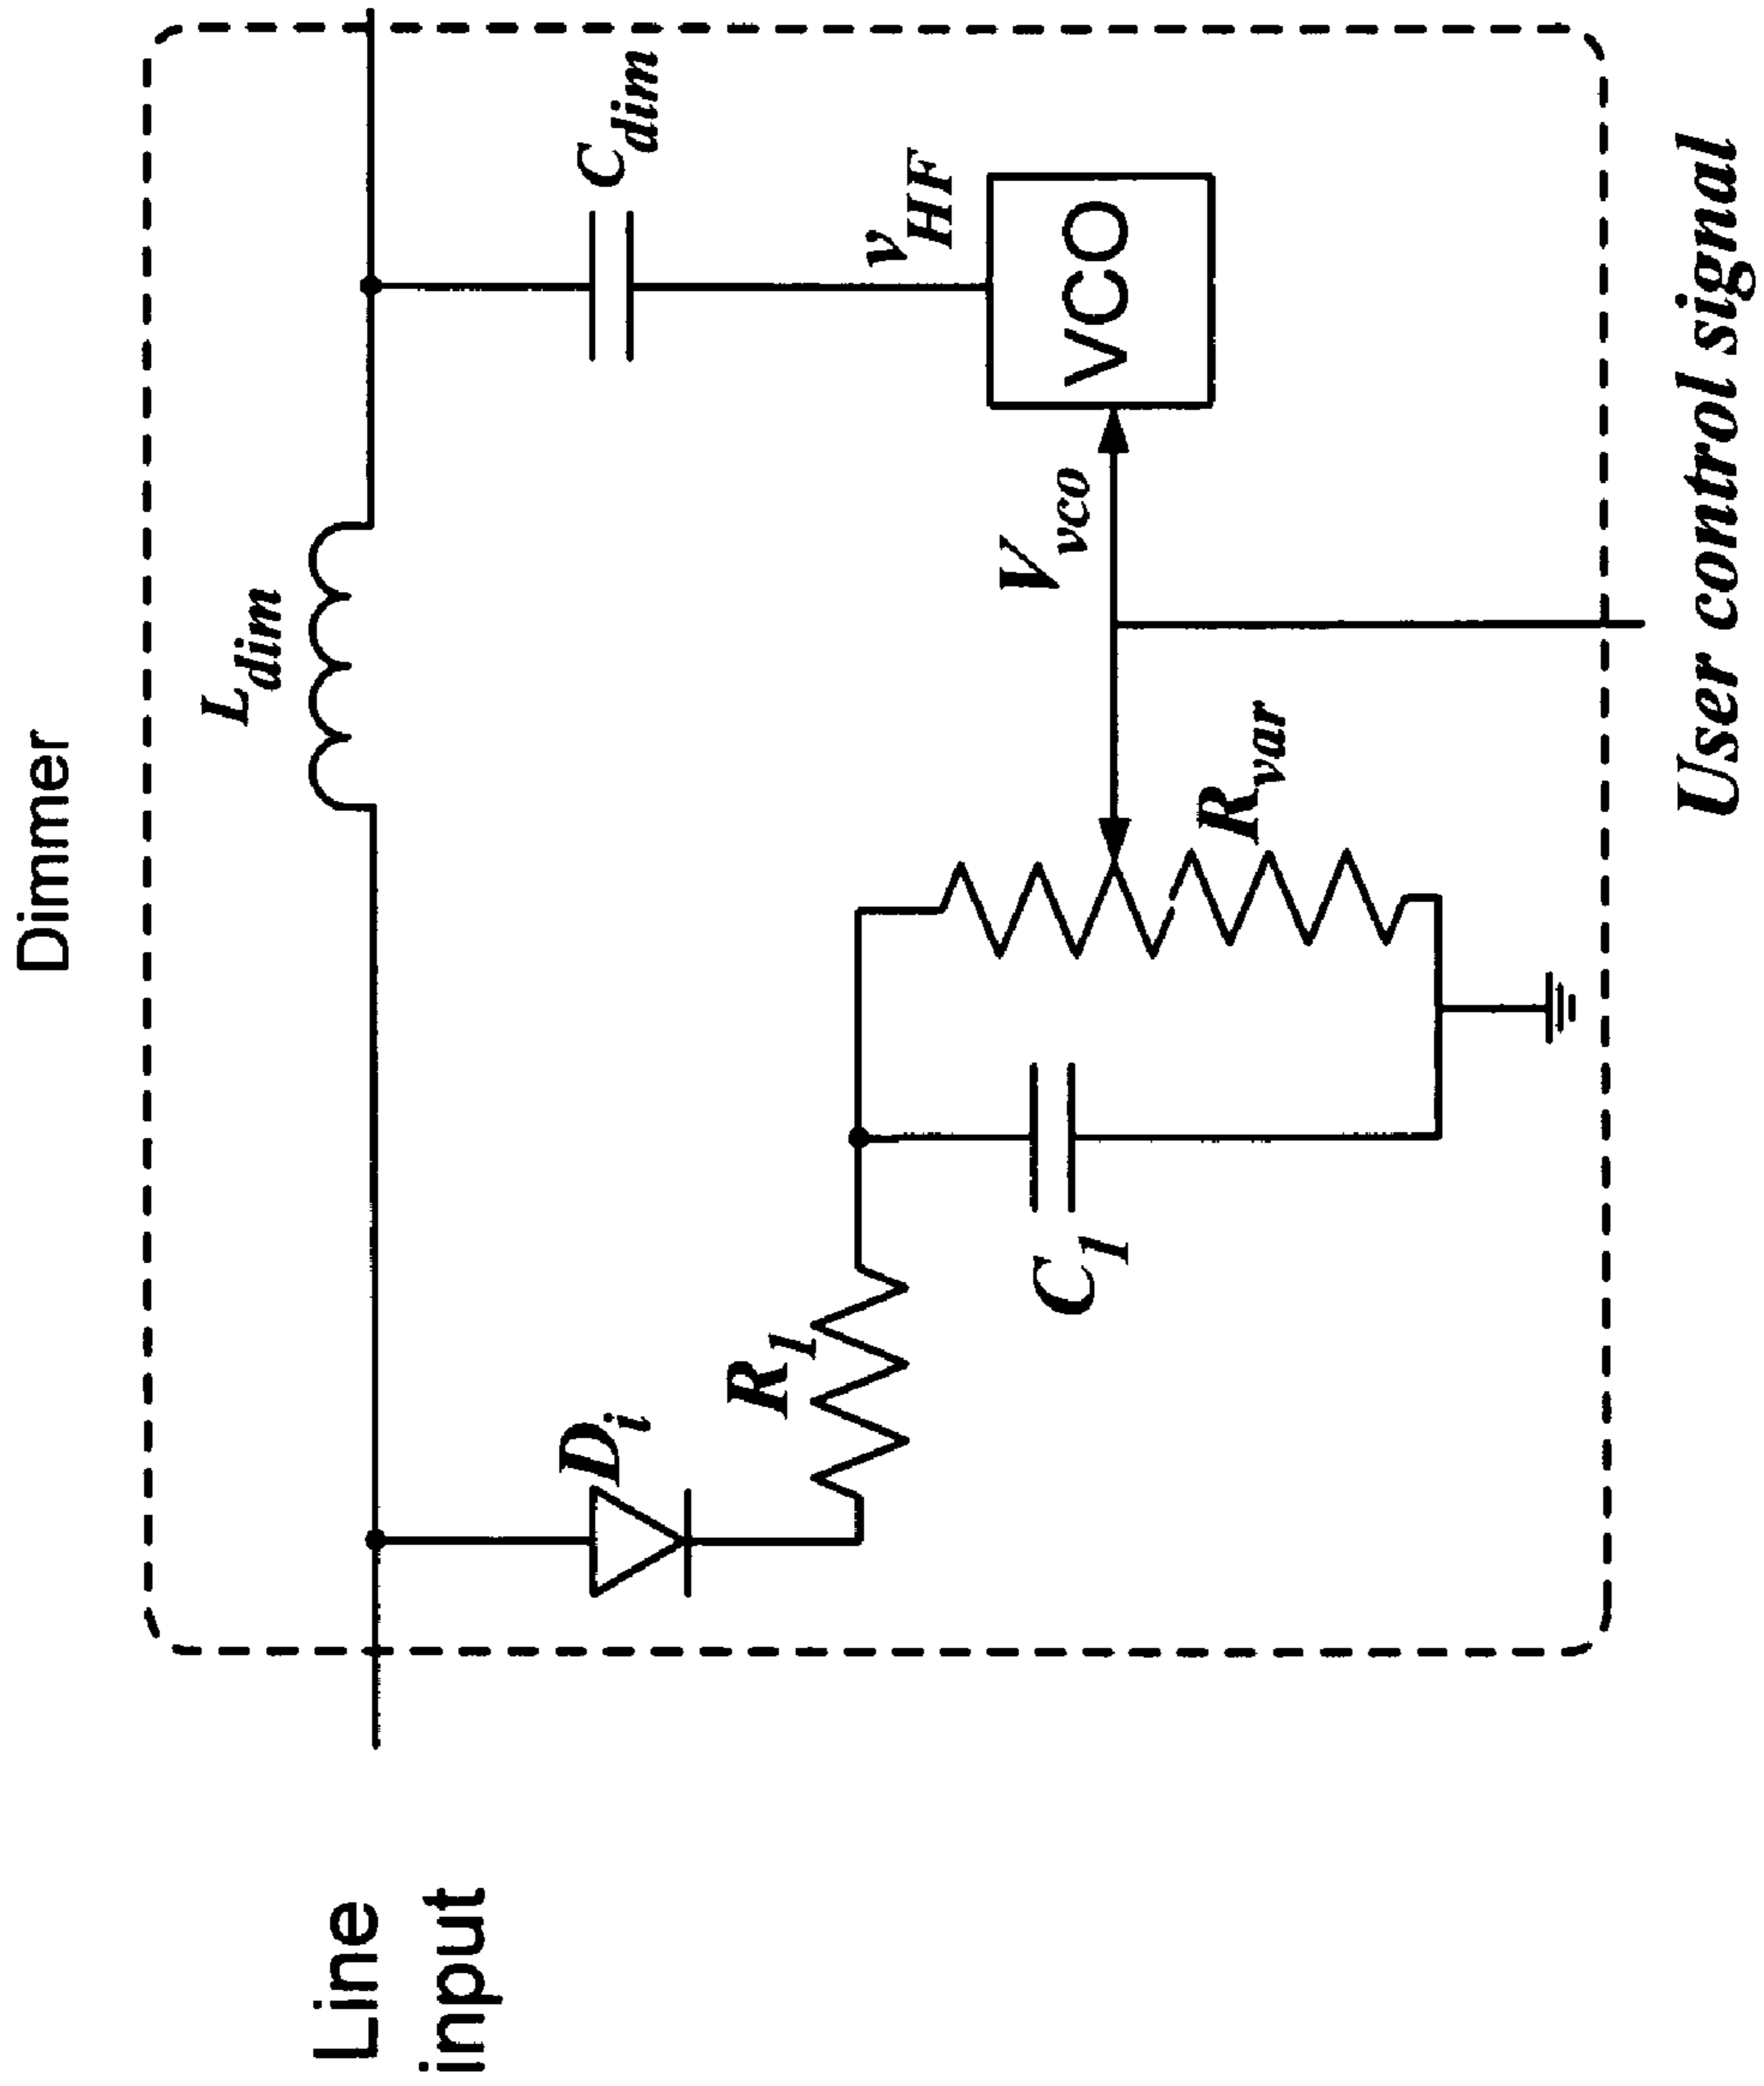 Dimmer
Line
input
L_dim
C_dim
D_i
R_1
C_1
R_var
V_vco
v_HF
VCO
User control signal